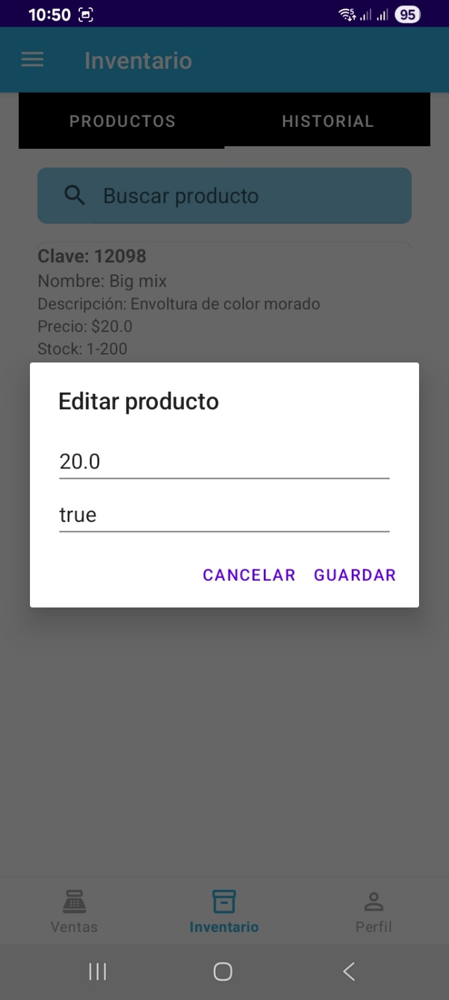 10:50
5
95
Inventario
PRODUCTOS HISTORIAL
Buscar producto
Clave: 12098
Nombre: Big mix
Descripción: Envoltura de color morado
Precio: $20.0
Stock: 1-200
Editar producto
20.0
true
CANCELAR GUARDAR
Ventas Inventario Perfil